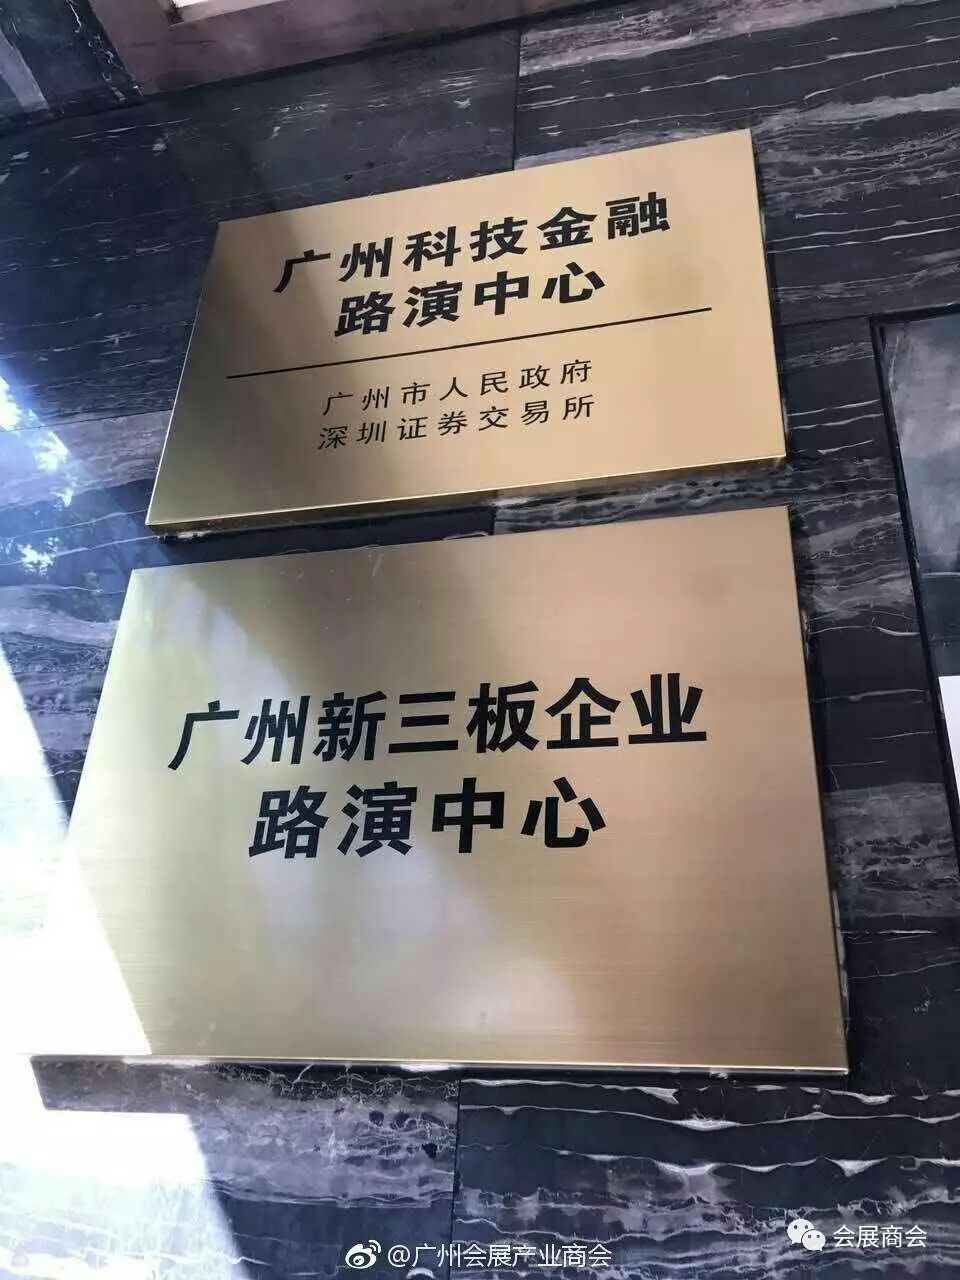 广州科技金融
路演中心
广州市人民政府
深圳证券交易所
广州新三板企业
路演中心
会展商会
@广州会展产业商会